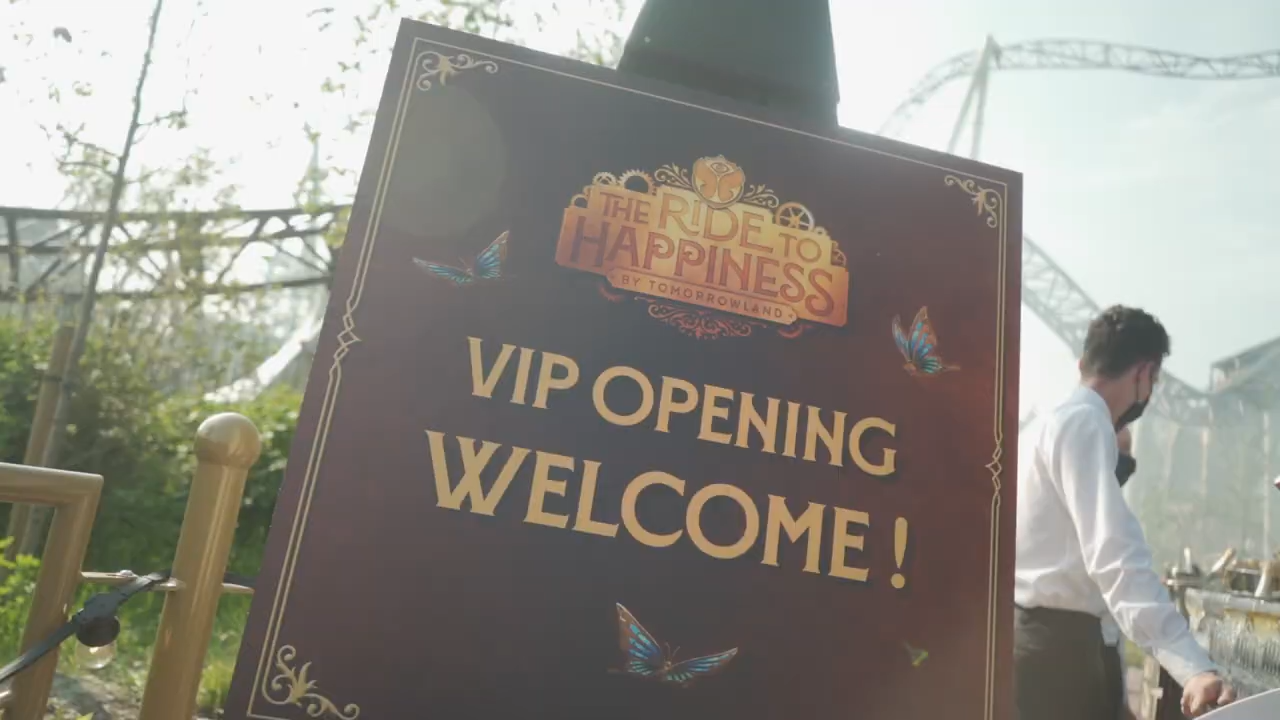 THE RIDE TO
HAPPINESS
BY TOMORROWLAND
VIP OPENING
WELCOME!